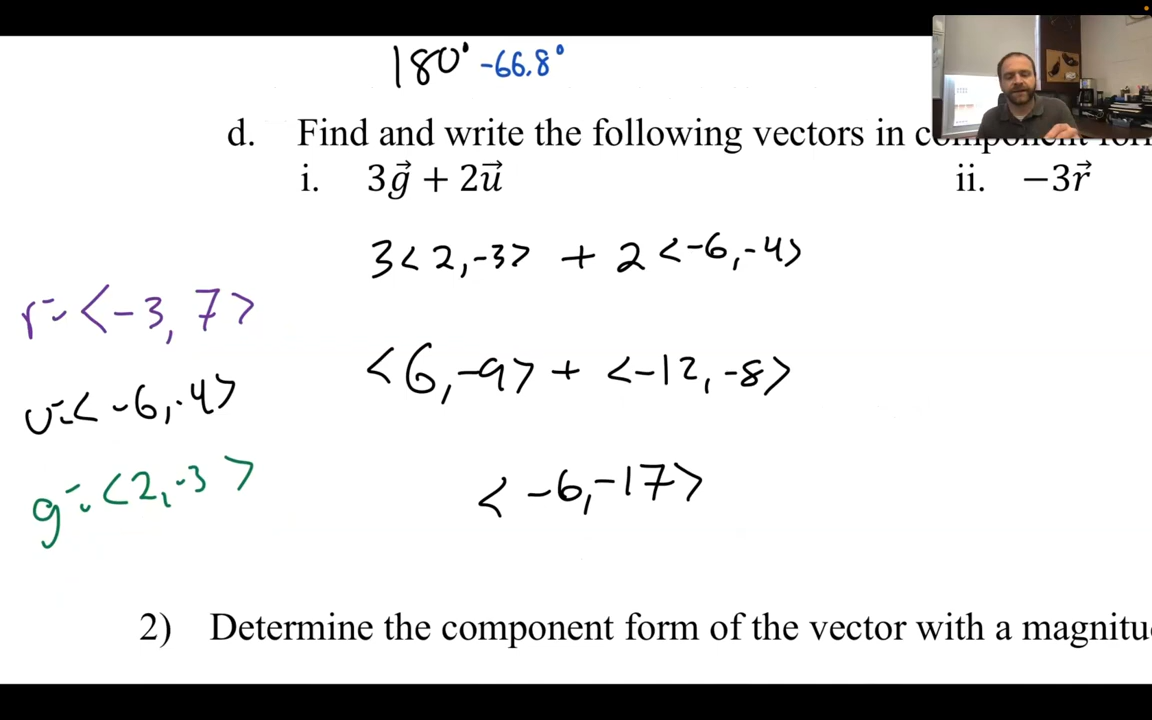 180° -66.8°
d. Find and write the following vectors in component form
i. 3g⃗ + 2u⃗ ii. −3r⃗
3<2,-3> + 2<-6,-4>
r = <-3, 7>
<6,-9> + <-12,-8>
u = <-6,-4>
g = <2,-3>
<-6,-17>
2) Determine the component form of the vector with a magnitu